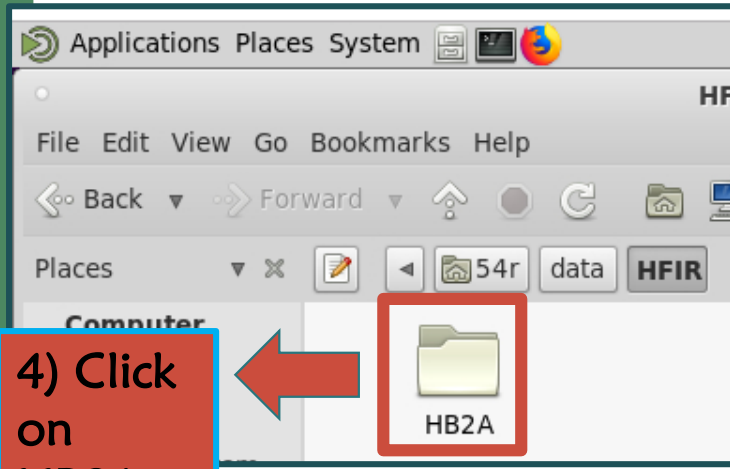 Applications Places System
HF
File Edit View Go Bookmarks Help
Back Forward
Places 54r data HFIR
Computer
HB2A
4) Click
on